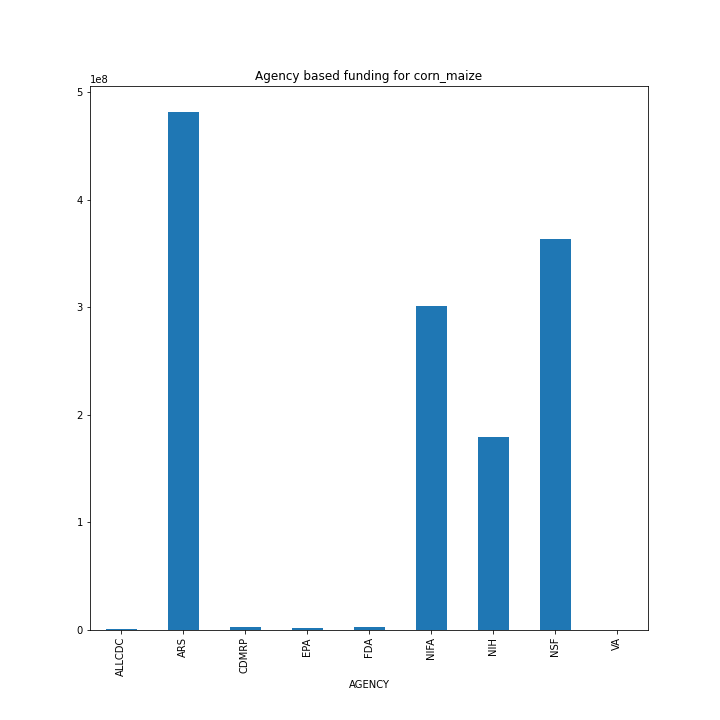 Agency based funding for corn_maize
1e8
5
4
3
2
1
0
ALLCDC
ARS
CDMRP
EPA
FDA
NIFA
NIH
NSF
VA
AGENCY